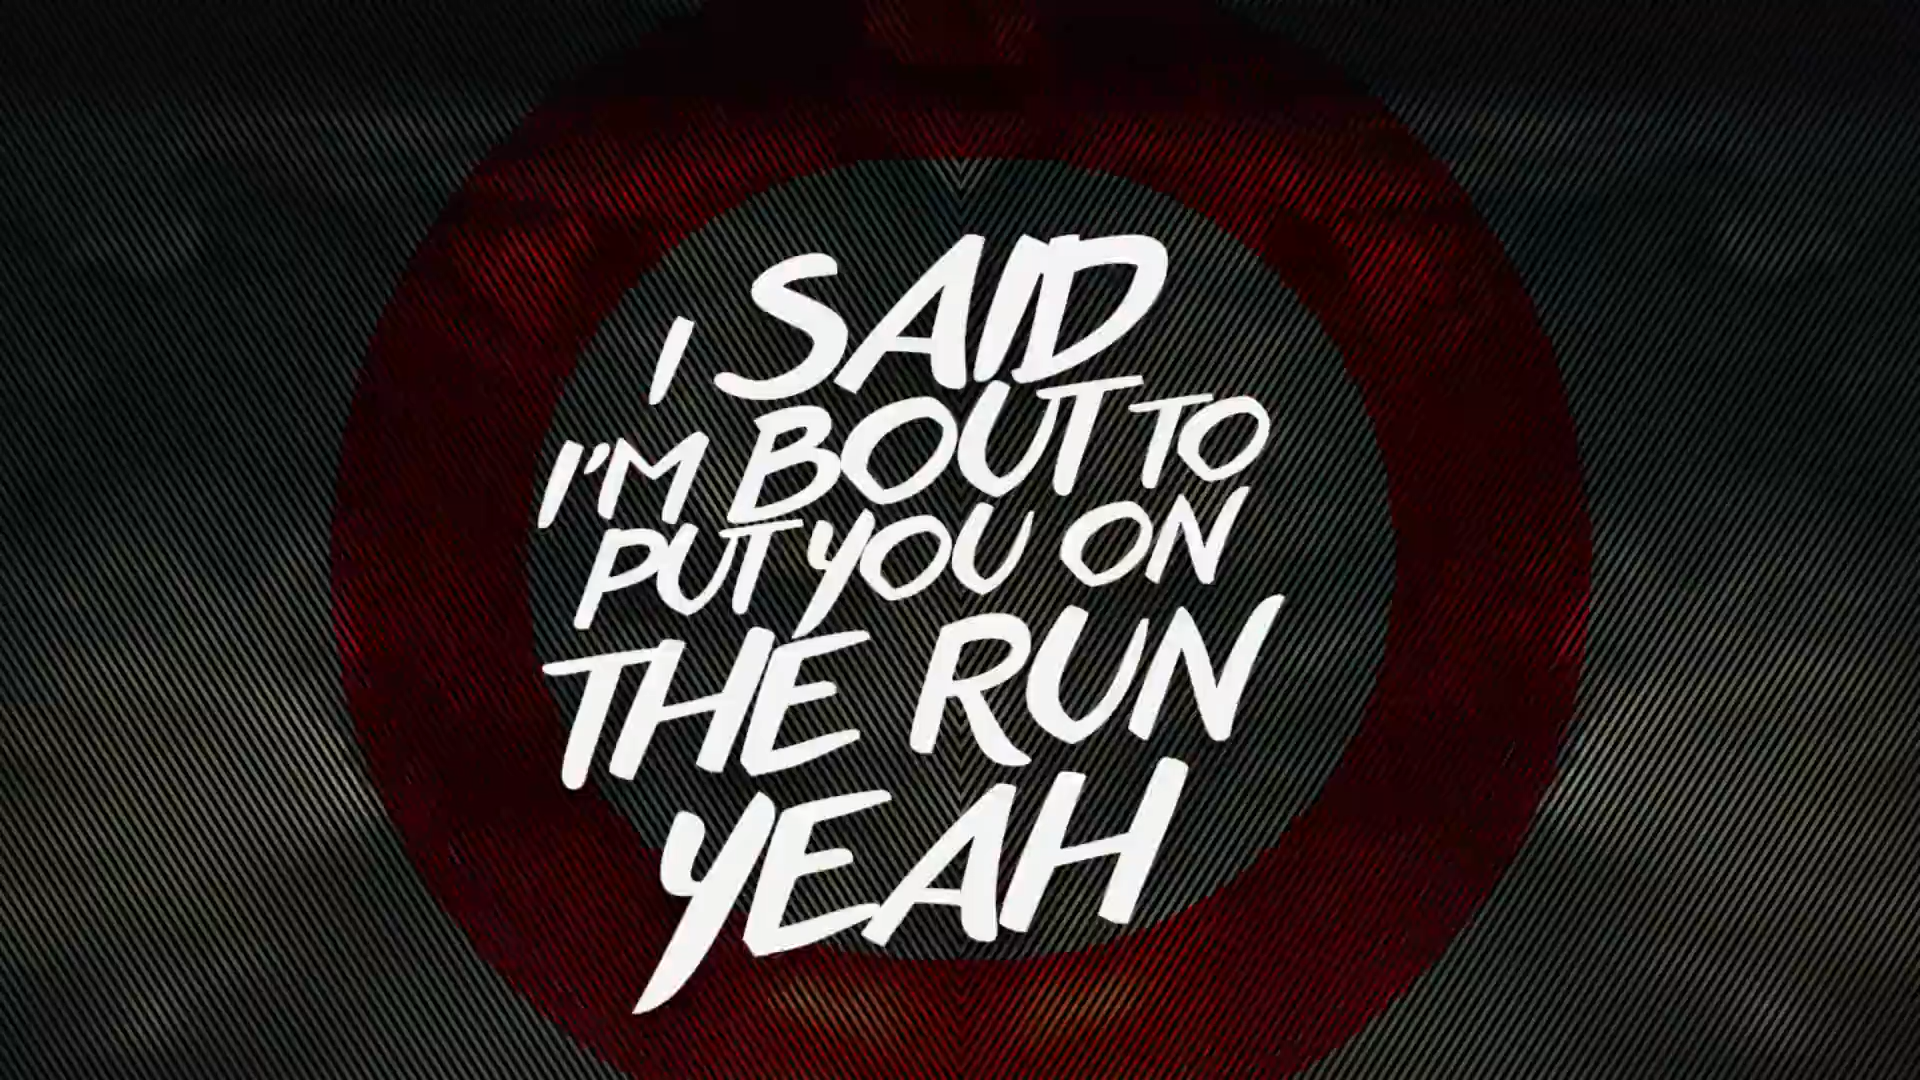 I SAID
I'M BOUT TO
PUT YOU ON
THE RUN
YEAH